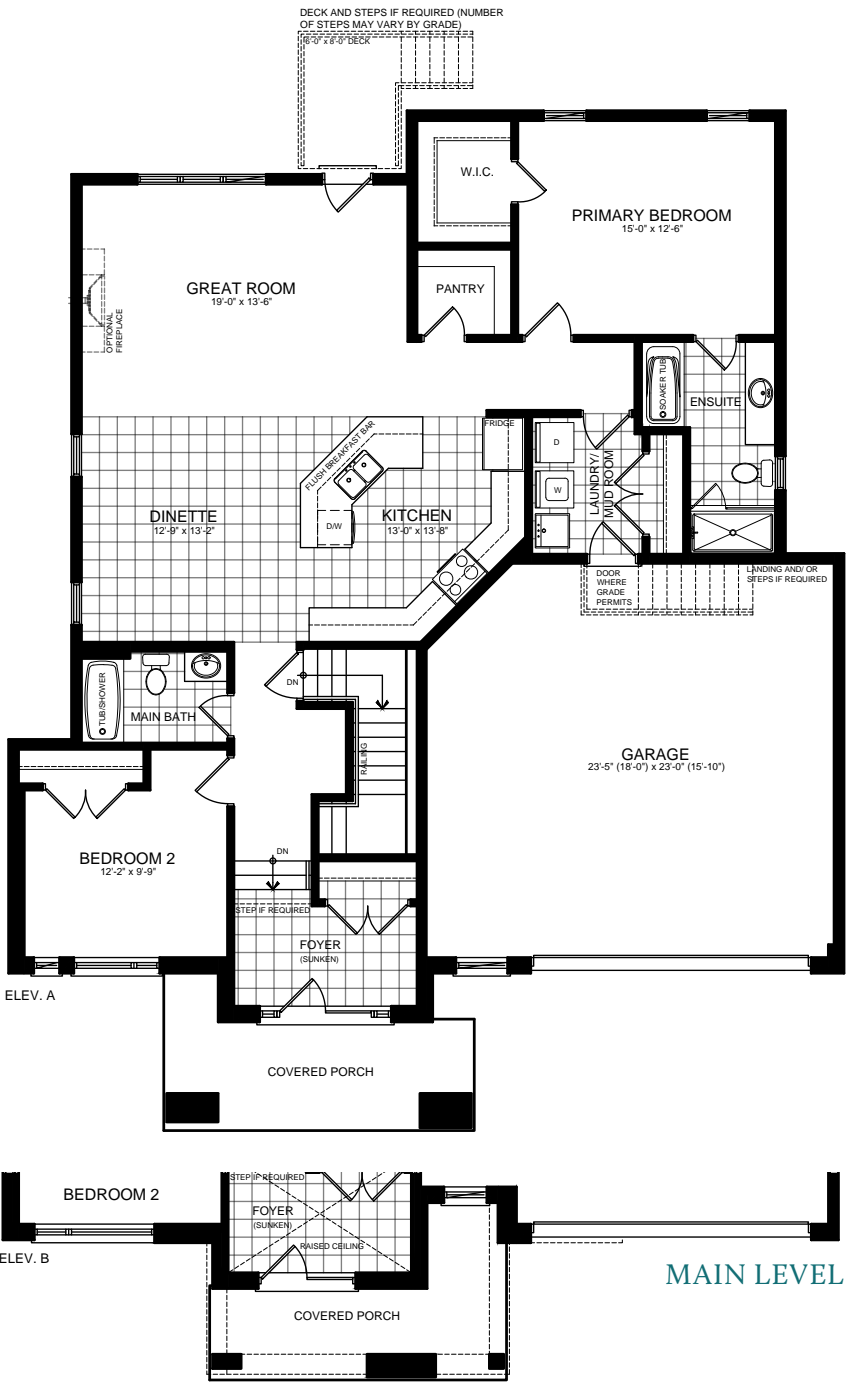 DECK AND STEPS IF REQUIRED (NUMBER
OF STEPS MAY VARY BY GRADE)
6'-0" x 8'-0" DECK
W.I.C.
PRIMARY BEDROOM
15'-0" x 12'-6"
GREAT ROOM
19'-0" x 13'-6"
PANTRY
OPTIONAL
FIREPLACE
SOAKER TUB
ENSUITE
FLUSH BREAKFAST BAR
FRIDGE
D
W
LAUNDRY/
MUD ROOM
DINETTE
12'-9" x 13'-2"
D/W
KITCHEN
13'-0" x 13'-8"
DOOR
WHERE
GRADE
PERMITS
LANDING AND/ OR
STEPS IF REQUIRED
TUB/SHOWER
MAIN BATH
DN
RAILING
GARAGE
23'-5" (18'-0") x 23'-0" (15'-10")
BEDROOM 2
12'-2" x 9'-9"
DN
STEP IF REQUIRED
FOYER
(SUNKEN)
ELEV. A
COVERED PORCH
STEP IF REQUIRED
BEDROOM 2
FOYER
(SUNKEN)
RAISED CEILING
ELEV. B
MAIN LEVEL
COVERED PORCH